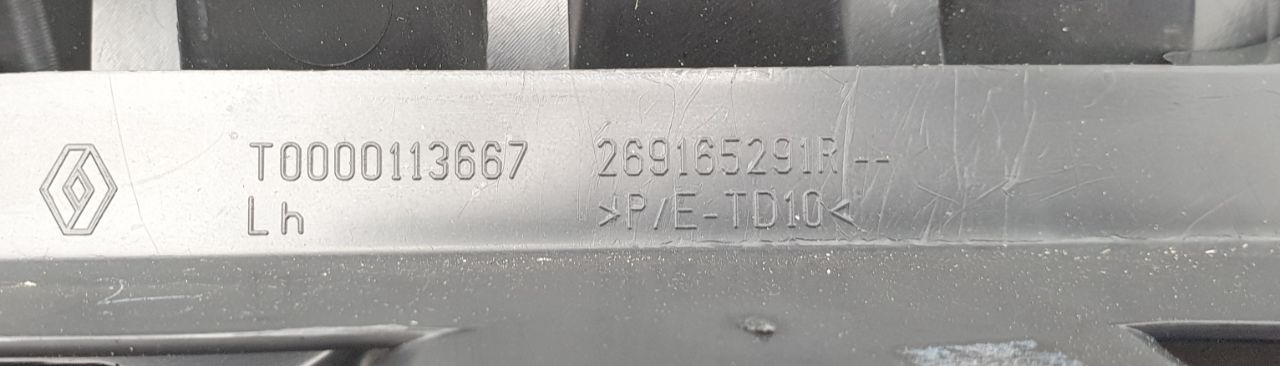 T0000113667 269165291R--
Lh >P/E-TD10<